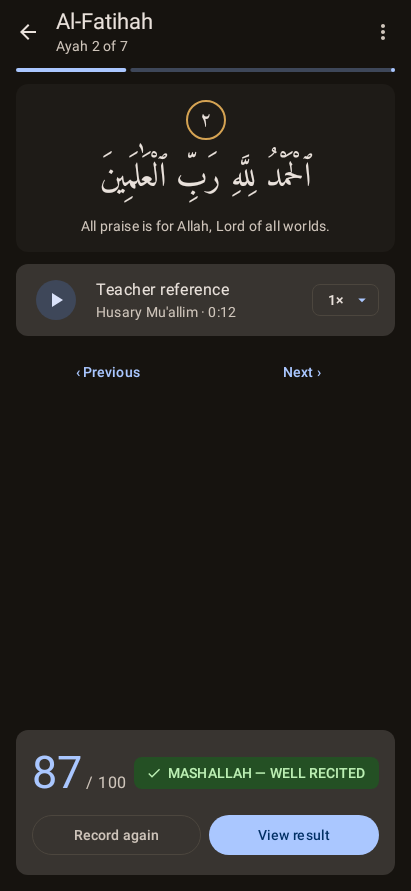 Al-Fatihah
Ayah 2 of 7
٢
ٱلْحَمْدُ لِلَّهِ رَبِّ ٱلْعَٰلَمِينَ
All praise is for Allah, Lord of all worlds.
Teacher reference
Husary Mu'allim · 0:12
1×
‹ Previous
Next ›
87 / 100
MASHALLAH — WELL RECITED
Record again
View result